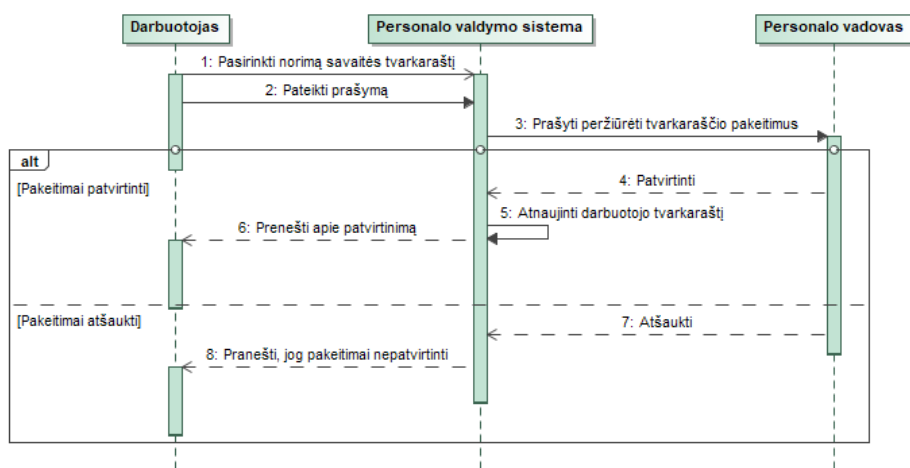 Darbuotojas
Personalo valdymo sistema
Personalo vadovas
1: Pasirinkti norimą savaitės tvarkaraštį
2: Pateikti prašymą
3: Prašyti peržiūrėti tvarkaraščio pakeitimus
alt
[Pakeitimai patvirtinti]
4: Patvirtinti
5: Atnaujinti darbuotojo tvarkaraštį
6: Prenešti apie patvirtinimą
[Pakeitimai atšaukti]
7: Atšaukti
8: Pranešti, jog pakeitimai nepatvirtinti